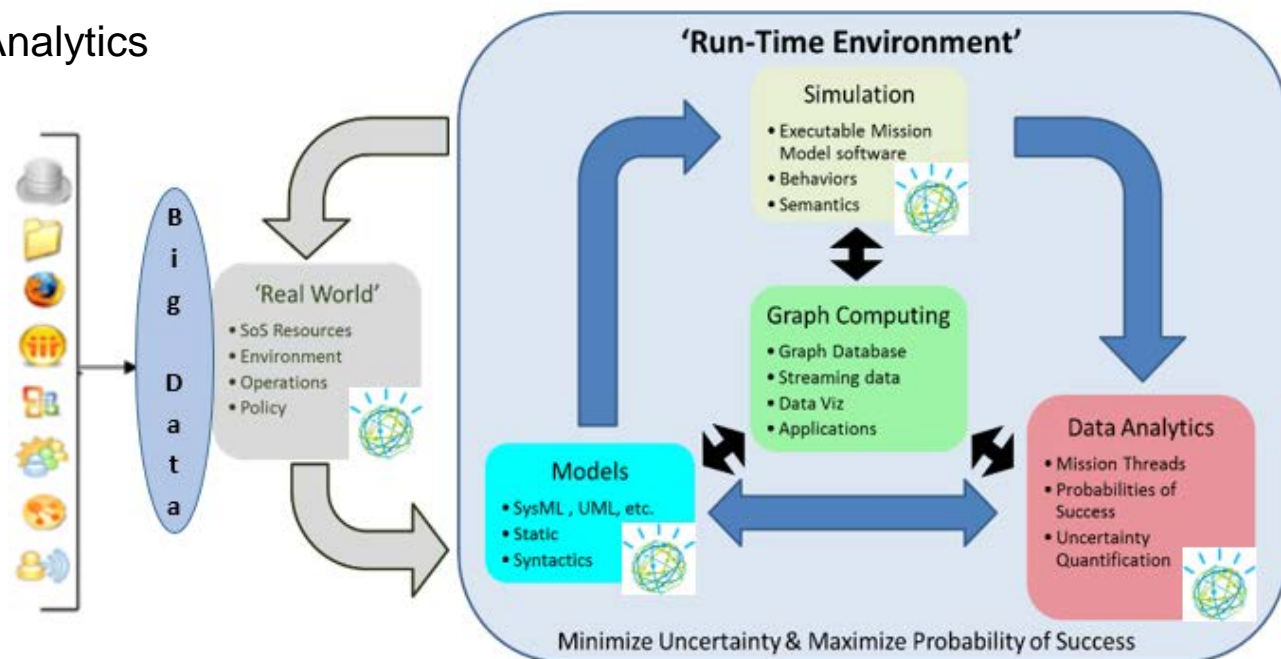 Analytics
'Run-Time Environment'
Simulation
• Executable Mission
Model software
• Behaviors
• Semantics
Big Data
'Real World'
• SoS Resources
• Environment
• Operations
• Policy
Graph Computing
• Graph Database
• Streaming data
• Data Viz
• Applications
Models
• SysML , UML, etc.
• Static
• Syntactics
Data Analytics
• Mission Threads
• Probabilities of
Success
• Uncertainty
Quantification
Minimize Uncertainty & Maximize Probability of Success